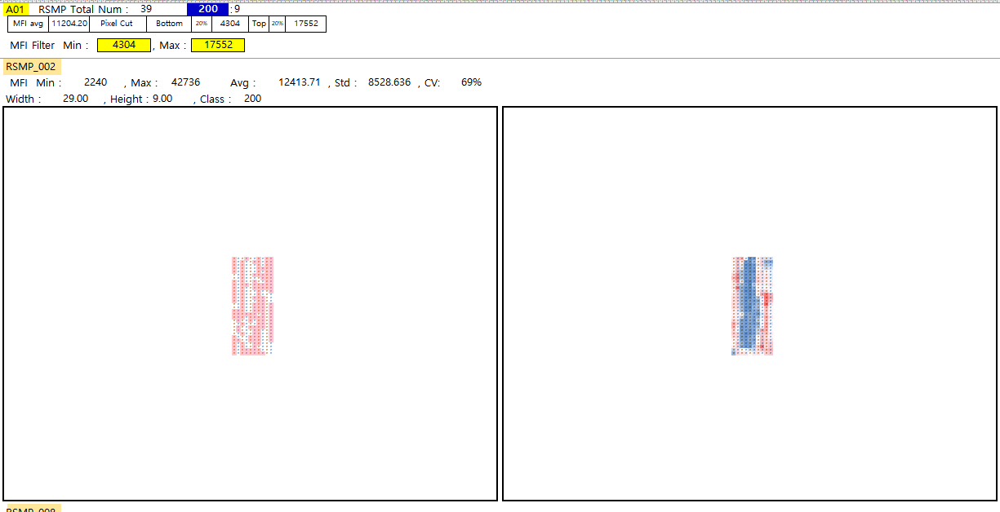 A01 RSMP Total Num : 39 200 : 9
MFI avg 11204.20 Pixel Cut Bottom 20% 4304 Top 20% 17552
MFI Filter Min : 4304 , Max : 17552
RSMP_002
MFI Min : 2240 , Max : 42736 Avg : 12413.71 , Std : 8528.636 , CV: 69%
Width : 29.00 , Height : 9.00 , Class : 200
RSMP_008